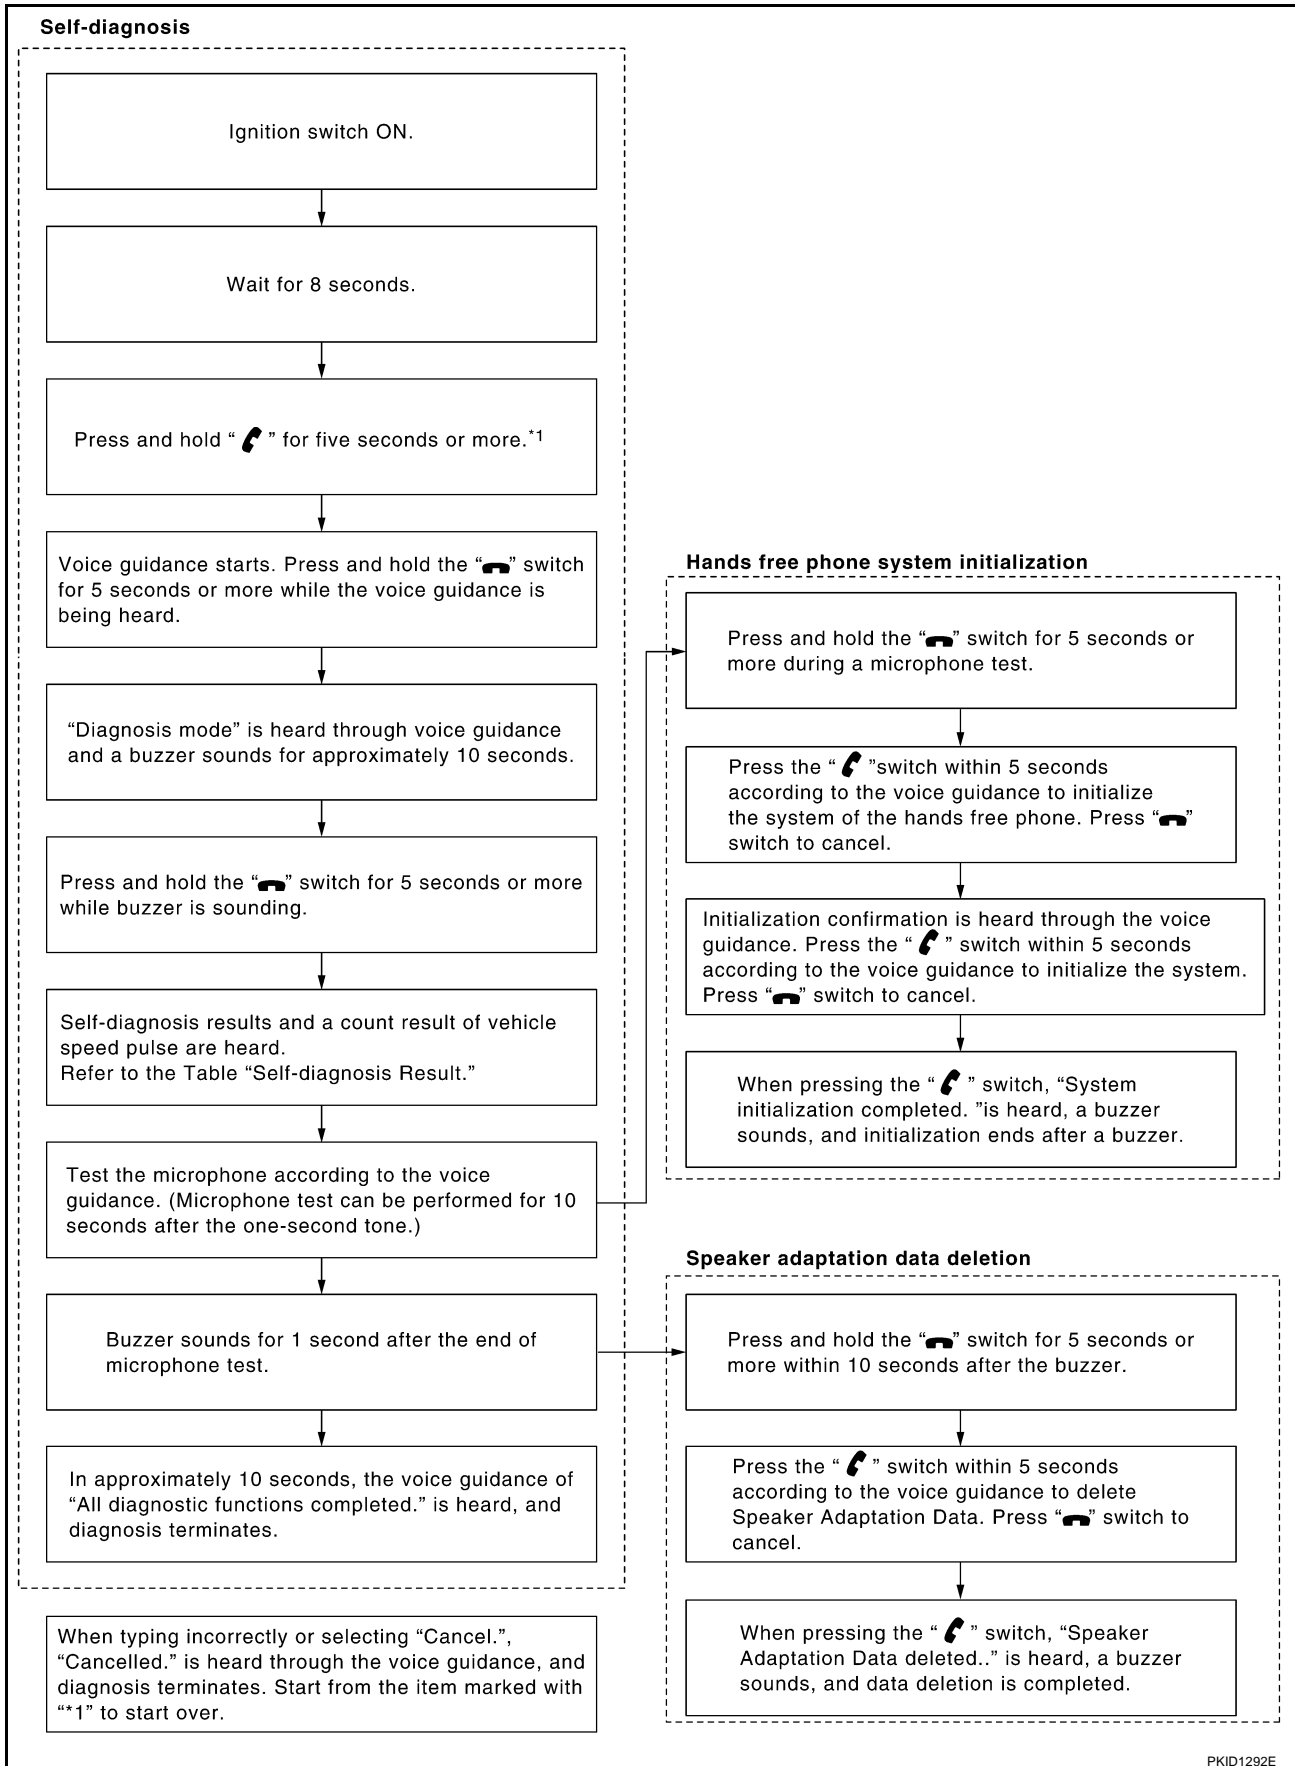 Self-diagnosis
Ignition switch ON.
Wait for 8 seconds.
Press and hold “ ” for five seconds or more.*1
Voice guidance starts. Press and hold the “ ” switch
for 5 seconds or more while the voice guidance is
being heard.
“Diagnosis mode” is heard through voice guidance
and a buzzer sounds for approximately 10 seconds.
Press and hold the “ ” switch for 5 seconds or more
while buzzer is sounding.
Self-diagnosis results and a count result of vehicle
speed pulse are heard.
Refer to the Table “Self-diagnosis Result.”
Test the microphone according to the voice
guidance. (Microphone test can be performed for 10
seconds after the one-second tone.)
Buzzer sounds for 1 second after the end of
microphone test.
In approximately 10 seconds, the voice guidance of
“All diagnostic functions completed.” is heard, and
diagnosis terminates.
When typing incorrectly or selecting “Cancel.”,
“Cancelled.” is heard through the voice guidance, and
diagnosis terminates. Start from the item marked with
“*1” to start over.
Hands free phone system initialization
Press and hold the “ ” switch for 5 seconds or
more during a microphone test.
Press the “ ”switch within 5 seconds
according to the voice guidance to initialize
the system of the hands free phone. Press “ ”
switch to cancel.
Initialization confirmation is heard through the voice
guidance. Press the “ ” switch within 5 seconds
according to the voice guidance to initialize the system.
Press “ ” switch to cancel.
When pressing the “ ” switch, “System
initialization completed. ”is heard, a buzzer
sounds, and initialization ends after a buzzer.
Speaker adaptation data deletion
Press and hold the “ ” switch for 5 seconds or
more within 10 seconds after the buzzer.
Press the “ ” switch within 5 seconds
according to the voice guidance to delete
Speaker Adaptation Data. Press “ ” switch to
cancel.
When pressing the “ ” switch, “Speaker
Adaptation Data deleted..” is heard, a buzzer
sounds, and data deletion is completed.
PKID1292E